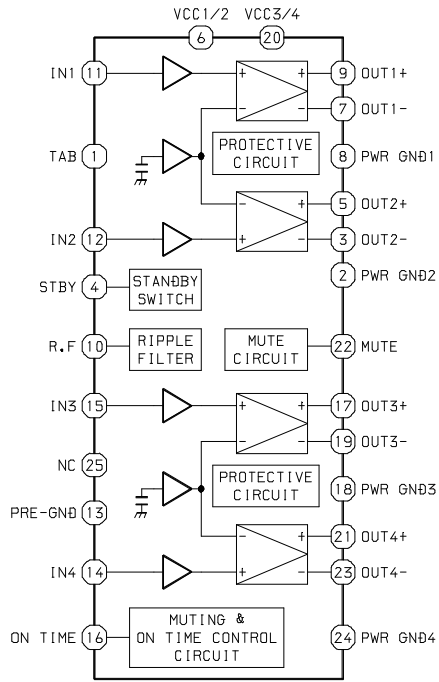 VCC1/2 VCC3/4
6 20
IN1 11 + + 9 OUT1+
- - 7 OUT1-
TAB 1 PROTECTIVE CIRCUIT 8 PWR GND1
- + 5 OUT2+
IN2 12 + - 3 OUT2-
2 PWR GND2
STBY 4 STANDBY SWITCH
R.F 10 RIPPLE FILTER MUTE CIRCUIT 22 MUTE
IN3 15 + + 17 OUT3+
- - 19 OUT3-
NC 25
PROTECTIVE CIRCUIT 18 PWR GND3
PRE-GND 13
- + 21 OUT4+
IN4 14 + - 23 OUT4-
ON TIME 16 MUTING & ON TIME CONTROL CIRCUIT 24 PWR GND4